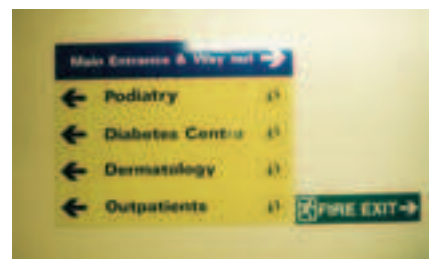 Main Entrance & Way out
Podiatry
Diabetes Centre
Dermatology
Outpatients
FIRE EXIT